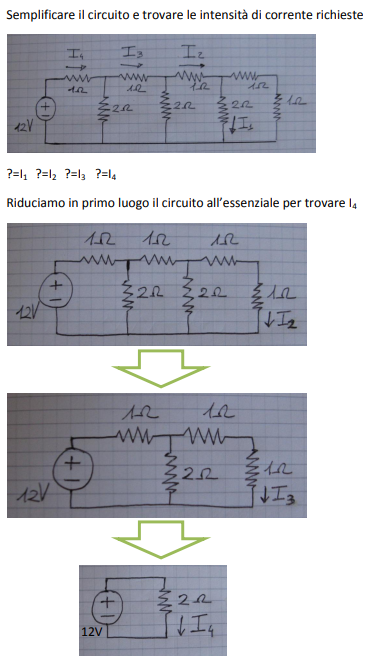 Semplificare il circuito e trovare le intensità di corrente richieste
I₄ I₃ I₂
1Ω 1Ω 1Ω 1Ω
2Ω 2Ω 2Ω 1Ω
12V I₁
?=I₁ ?=I₂ ?=I₃ ?=I₄
Riduciamo in primo luogo il circuito all'essenziale per trovare I₄
1Ω 1Ω 1Ω
2Ω 2Ω 1Ω
12V I₂
1Ω 1Ω
2Ω 1Ω
12V I₃
2Ω
12V I₄